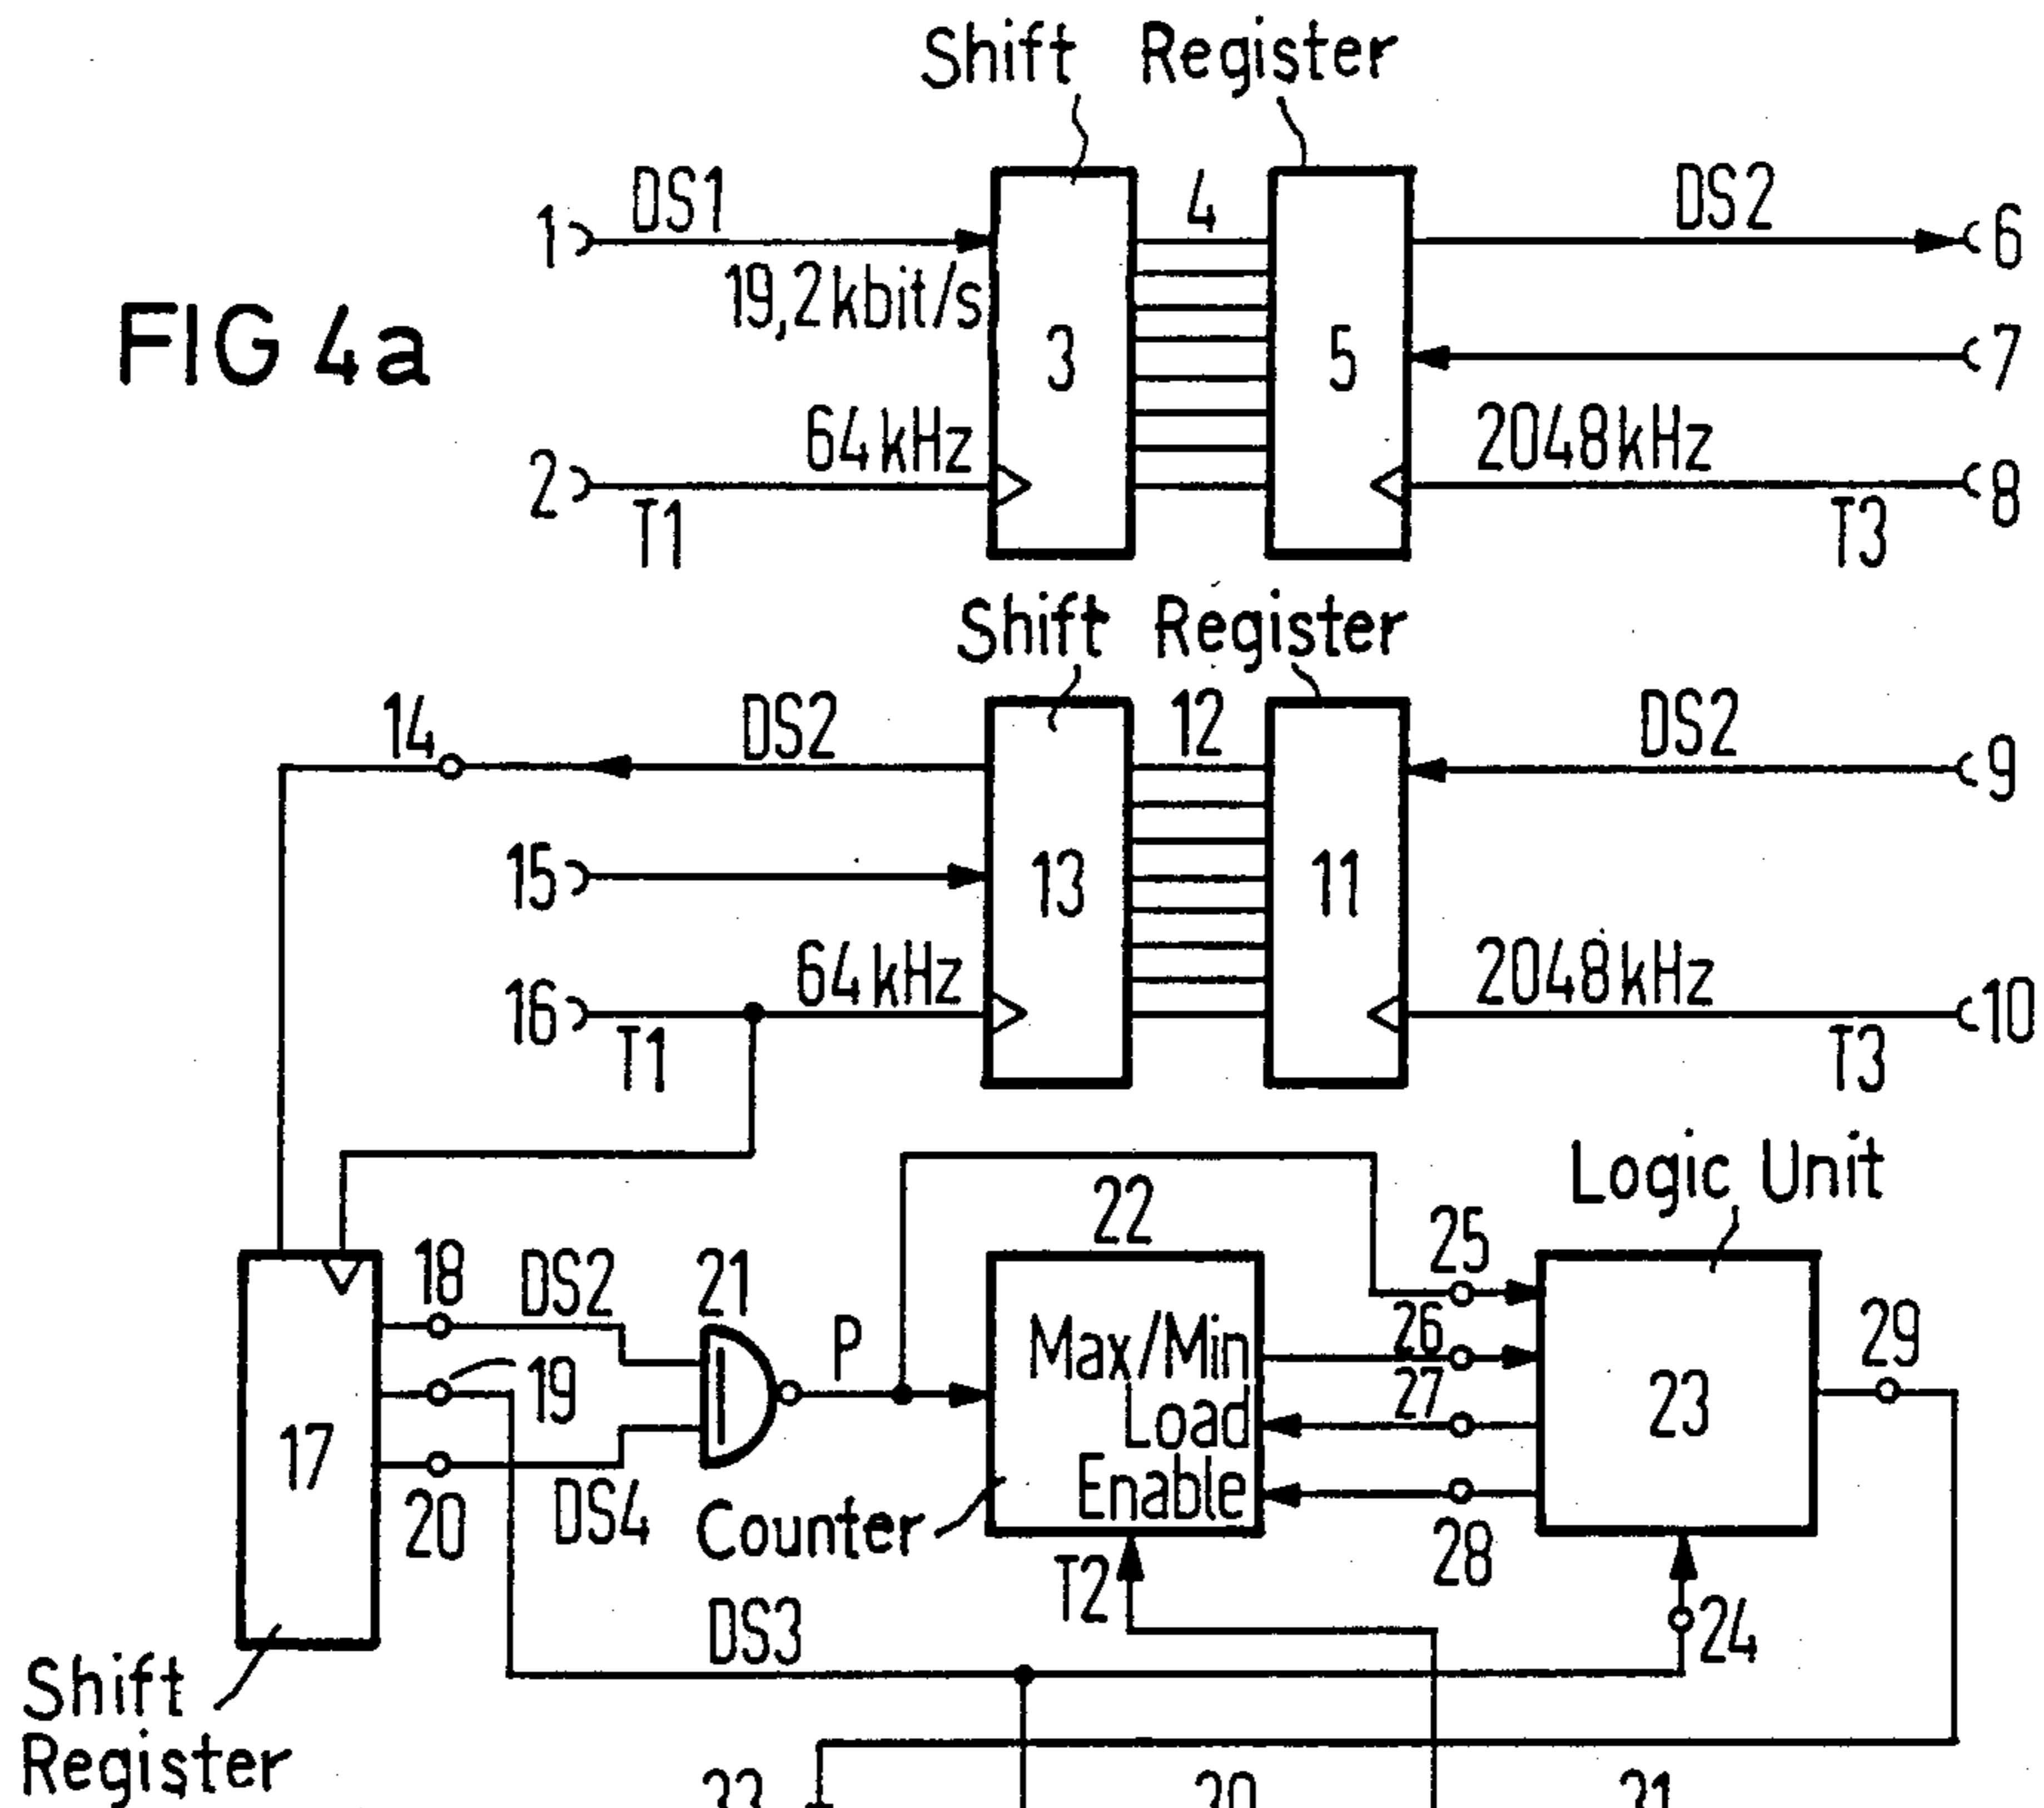 Shift Register
DS1
4
DS2
1
6
19,2kbit/s
FIG 4a
3
5
7
64kHz
2048kHz
2
8
T1
T3
Shift Register
14
DS2
12
DS2
9
15
13
11
64kHz
2048kHz
16
10
T1
T3
Logic Unit
22
25
18
DS2
21
29
P
Max/Min
26
19
27
Load
23
17
Enable
20
DS4
Counter
28
T2
DS3
24
Shift
Register